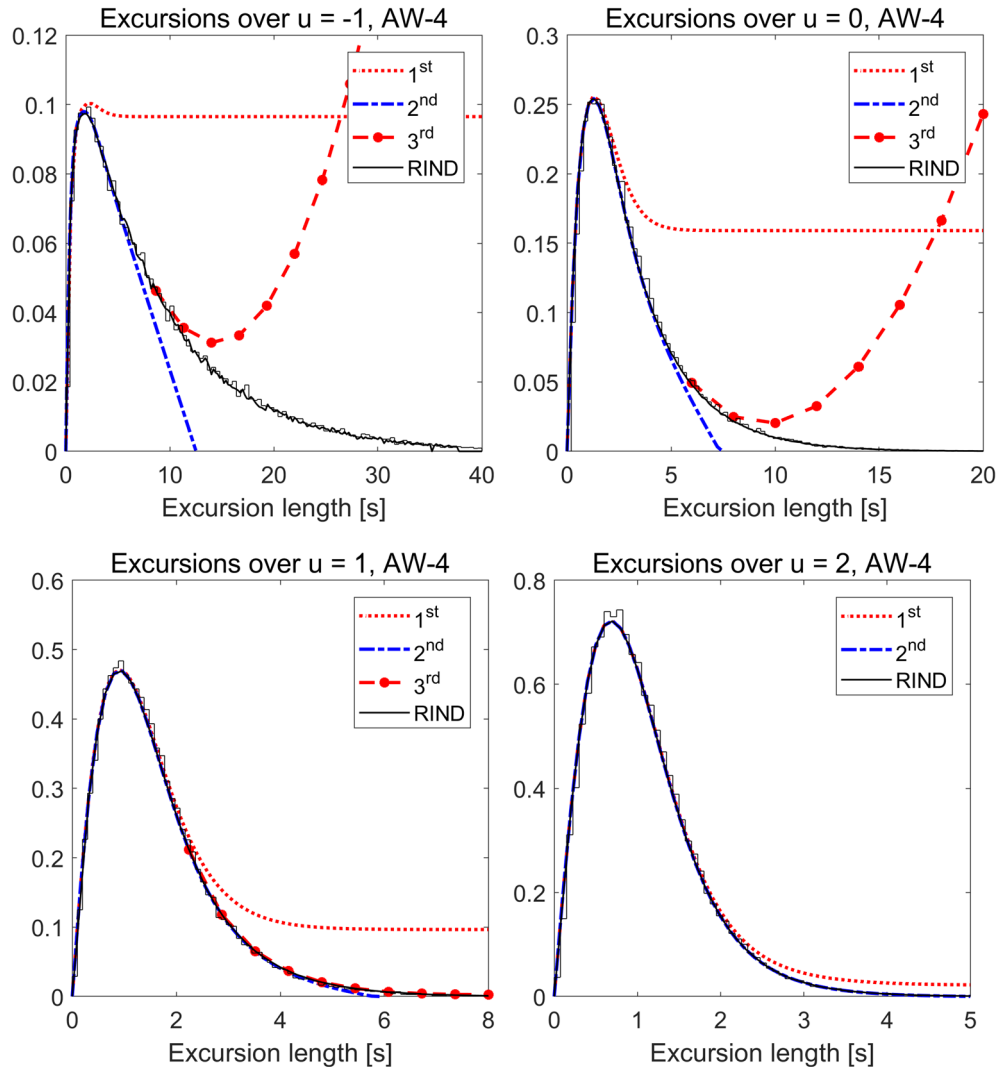 Excursions over u = -1, AW-4
0.12
0.1
0.08
0.06
0.04
0.02
0
0 10 20 30 40
Excursion length [s]
1st
2nd
3rd
RIND
Excursions over u = 0, AW-4
0.3
0.25
0.2
0.15
0.1
0.05
0
0 5 10 15 20
Excursion length [s]
1st
2nd
3rd
RIND
Excursions over u = 1, AW-4
0.6
0.5
0.4
0.3
0.2
0.1
0
0 2 4 6 8
Excursion length [s]
1st
2nd
3rd
RIND
Excursions over u = 2, AW-4
0.8
0.6
0.4
0.2
0
0 1 2 3 4 5
Excursion length [s]
1st
2nd
RIND